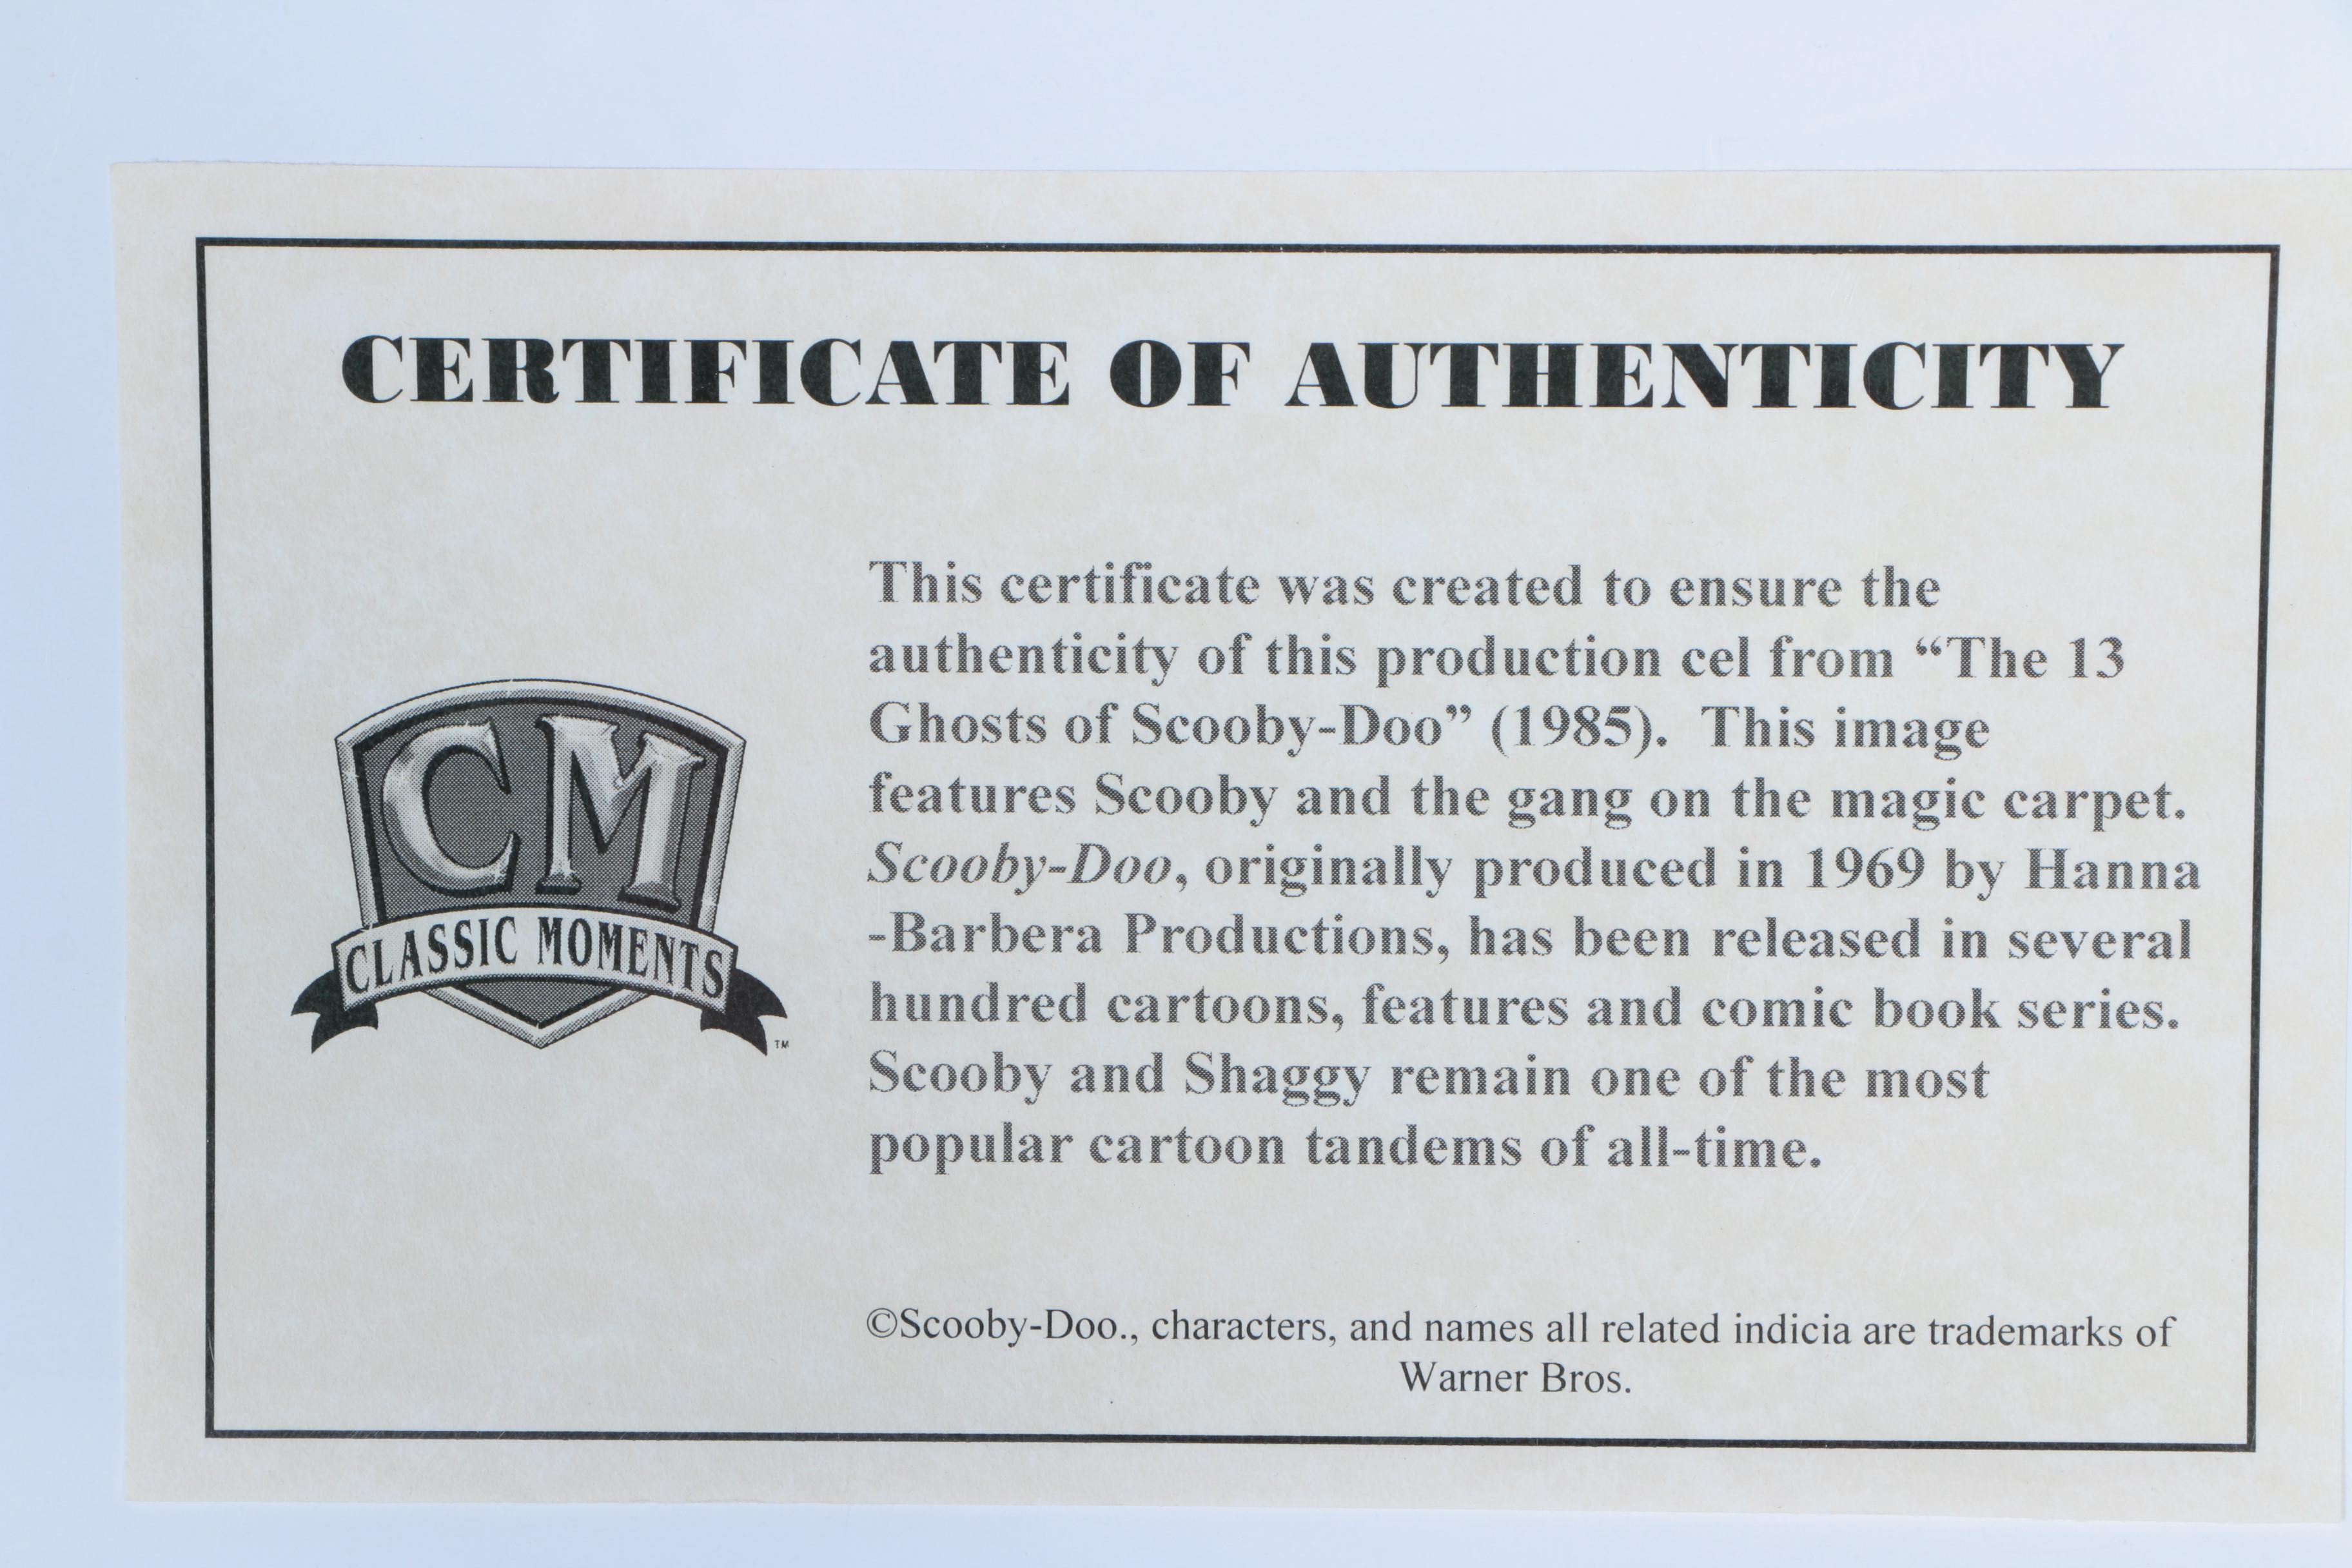 CERTIFICATE OF AUTHENTICITY
This certificate was created to ensure the
authenticity of this production cel from “The 13
Ghosts of Scooby-Doo” (1985).  This image
features Scooby and the gang on the magic carpet.
Scooby-Doo, originally produced in 1969 by Hanna
-Barbera Productions, has been released in several
hundred cartoons, features and comic book series.
Scooby and Shaggy remain one of the most
popular cartoon tandems of all-time.
CM
CLASSIC MOMENTS
TM
©Scooby-Doo., characters, and names all related indicia are trademarks of
Warner Bros.